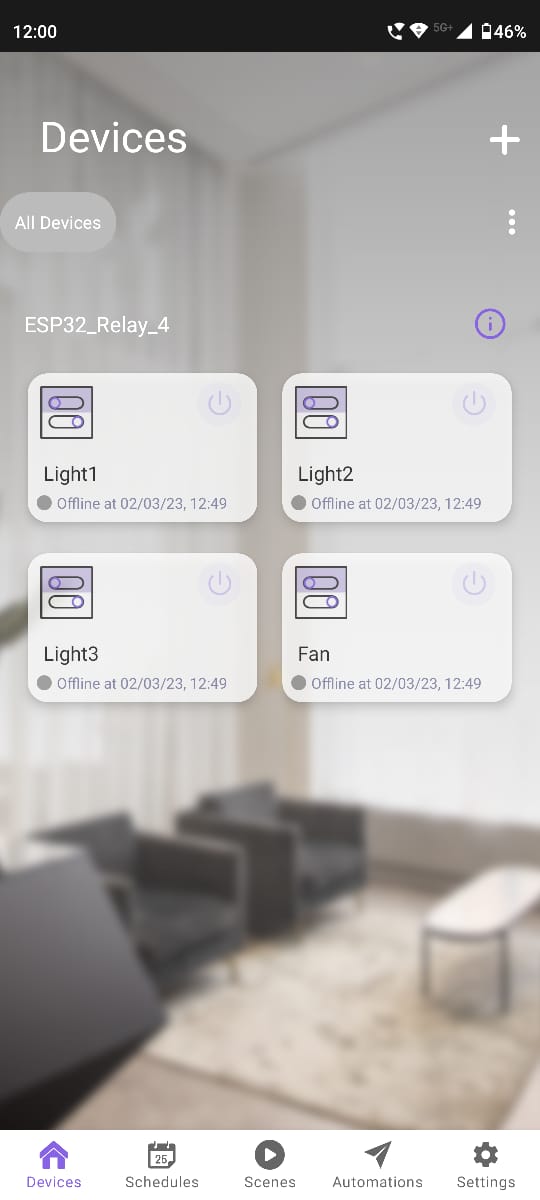 12:00 5G+ 46%
Devices
All Devices
ESP32_Relay_4
Light1 Light2
Offline at 02/03/23, 12:49 Offline at 02/03/23, 12:49
Light3 Fan
Offline at 02/03/23, 12:49 Offline at 02/03/23, 12:49
25
Devices Schedules Scenes Automations Settings